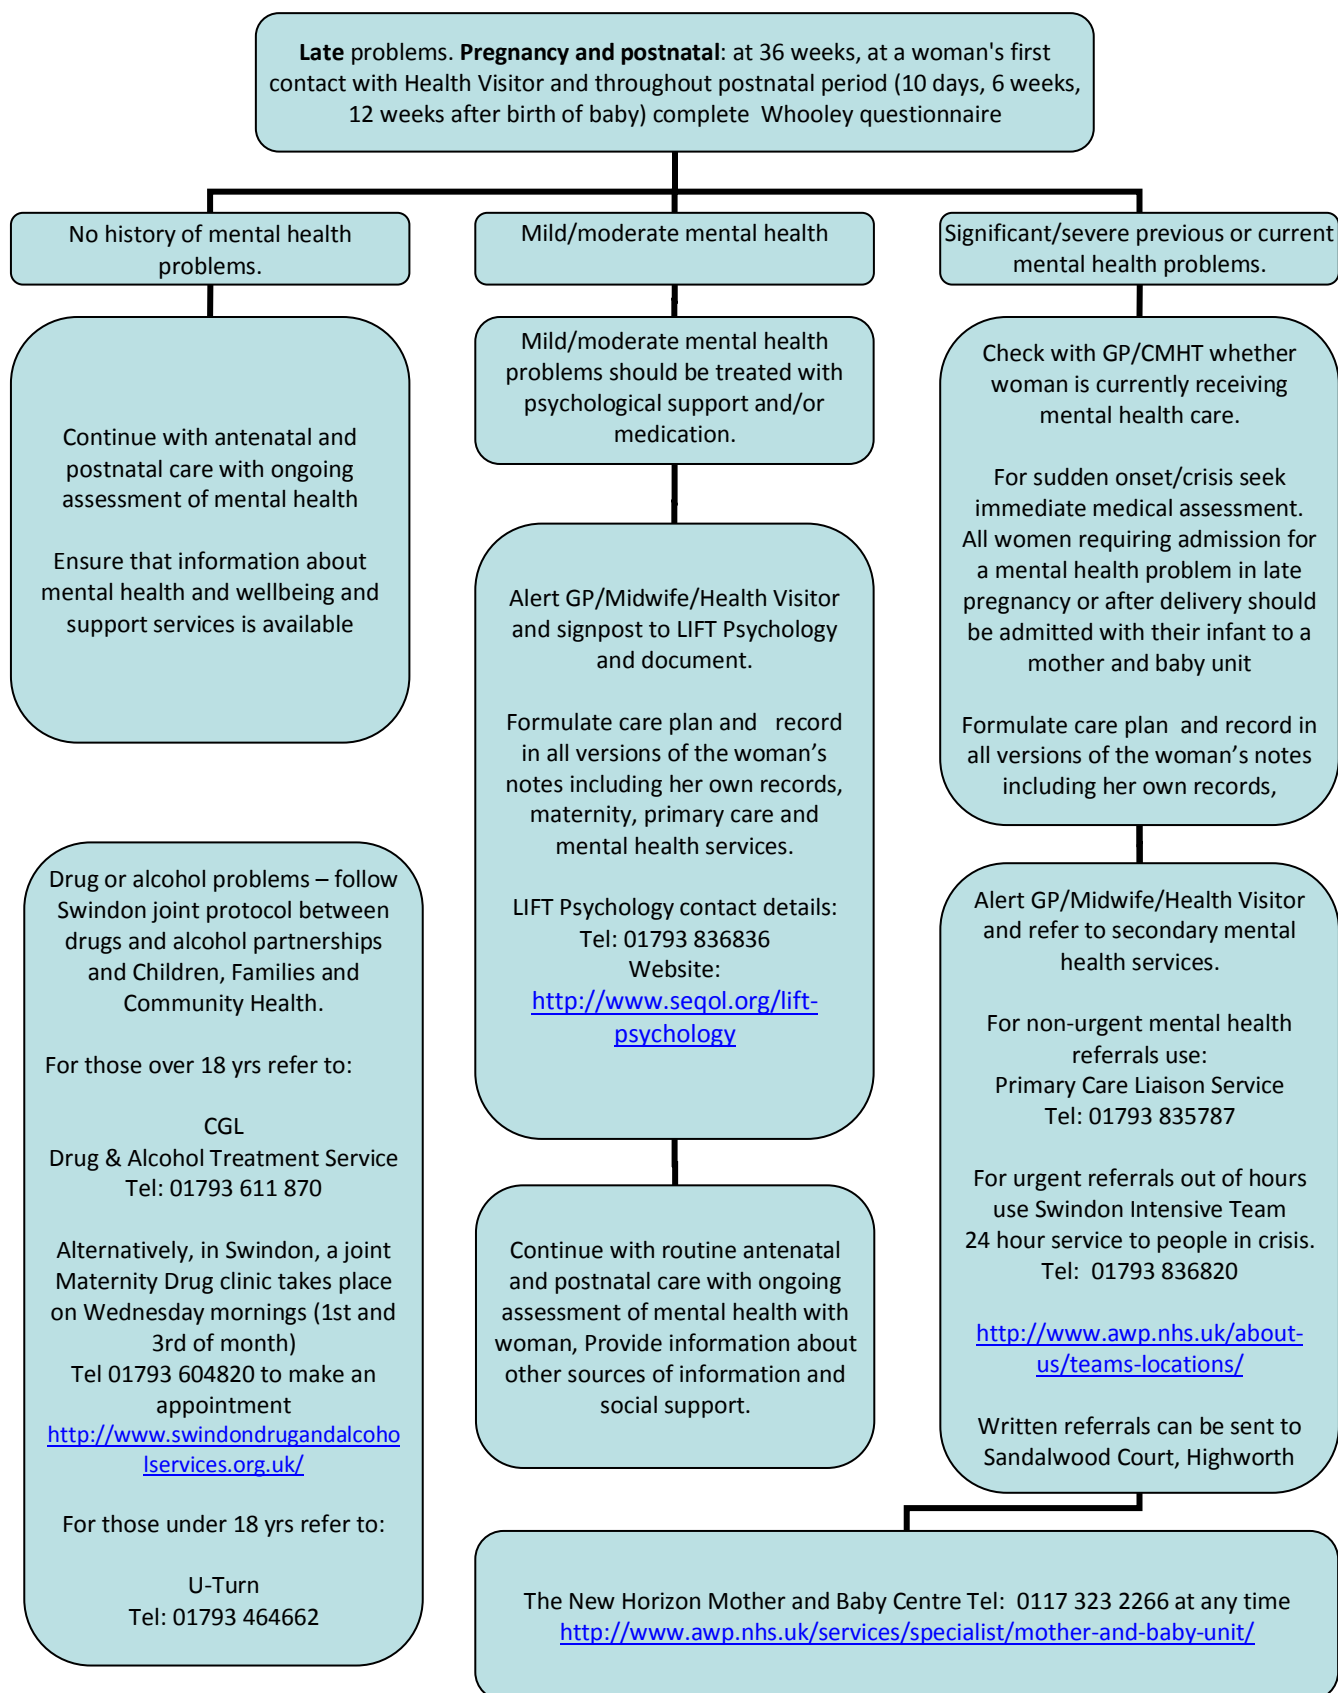 Late problems. Pregnancy and postnatal: at 36 weeks, at a woman's first
contact with Health Visitor and throughout postnatal period (10 days, 6 weeks,
12 weeks after birth of baby) complete  Whooley questionnaire
No history of mental health
problems.
Continue with antenatal and
postnatal care with ongoing
assessment of mental health
Ensure that information about
mental health and wellbeing and
support services is available
Drug or alcohol problems – follow
Swindon joint protocol between
drugs and alcohol partnerships
and Children, Families and
Community Health.
For those over 18 yrs refer to:
CGL
Drug & Alcohol Treatment Service
Tel: 01793 611 870
Alternatively, in Swindon, a joint
Maternity Drug clinic takes place
on Wednesday mornings (1st and
3rd of month)
Tel 01793 604820 to make an
appointment
http://www.swindondrugandalcoho
lservices.org.uk/
For those under 18 yrs refer to:
U-Turn
Tel: 01793 464662
Mild/moderate mental health
Mild/moderate mental health
problems should be treated with
psychological support and/or
medication.
Alert GP/Midwife/Health Visitor
and signpost to LIFT Psychology
and document.
Formulate care plan and   record
in all versions of the woman’s
notes including her own records,
maternity, primary care and
mental health services.
LIFT Psychology contact details:
Tel: 01793 836836
Website:
http://www.seqol.org/lift-
psychology
Continue with routine antenatal
and postnatal care with ongoing
assessment of mental health with
woman, Provide information about
other sources of information and
social support.
Significant/severe previous or current
mental health problems.
Check with GP/CMHT whether
woman is currently receiving
mental health care.
For sudden onset/crisis seek
immediate medical assessment.
All women requiring admission for
a mental health problem in late
pregnancy or after delivery should
be admitted with their infant to a
mother and baby unit
Formulate care plan  and record in
all versions of the woman’s notes
including her own records,
Alert GP/Midwife/Health Visitor
and refer to secondary mental
health services.
For non-urgent mental health
referrals use:
Primary Care Liaison Service
Tel: 01793 835787
For urgent referrals out of hours
use Swindon Intensive Team
24 hour service to people in crisis.
Tel:  01793 836820
http://www.awp.nhs.uk/about-
us/teams-locations/
Written referrals can be sent to
Sandalwood Court, Highworth
The New Horizon Mother and Baby Centre Tel:  0117 323 2266 at any time
http://www.awp.nhs.uk/services/specialist/mother-and-baby-unit/